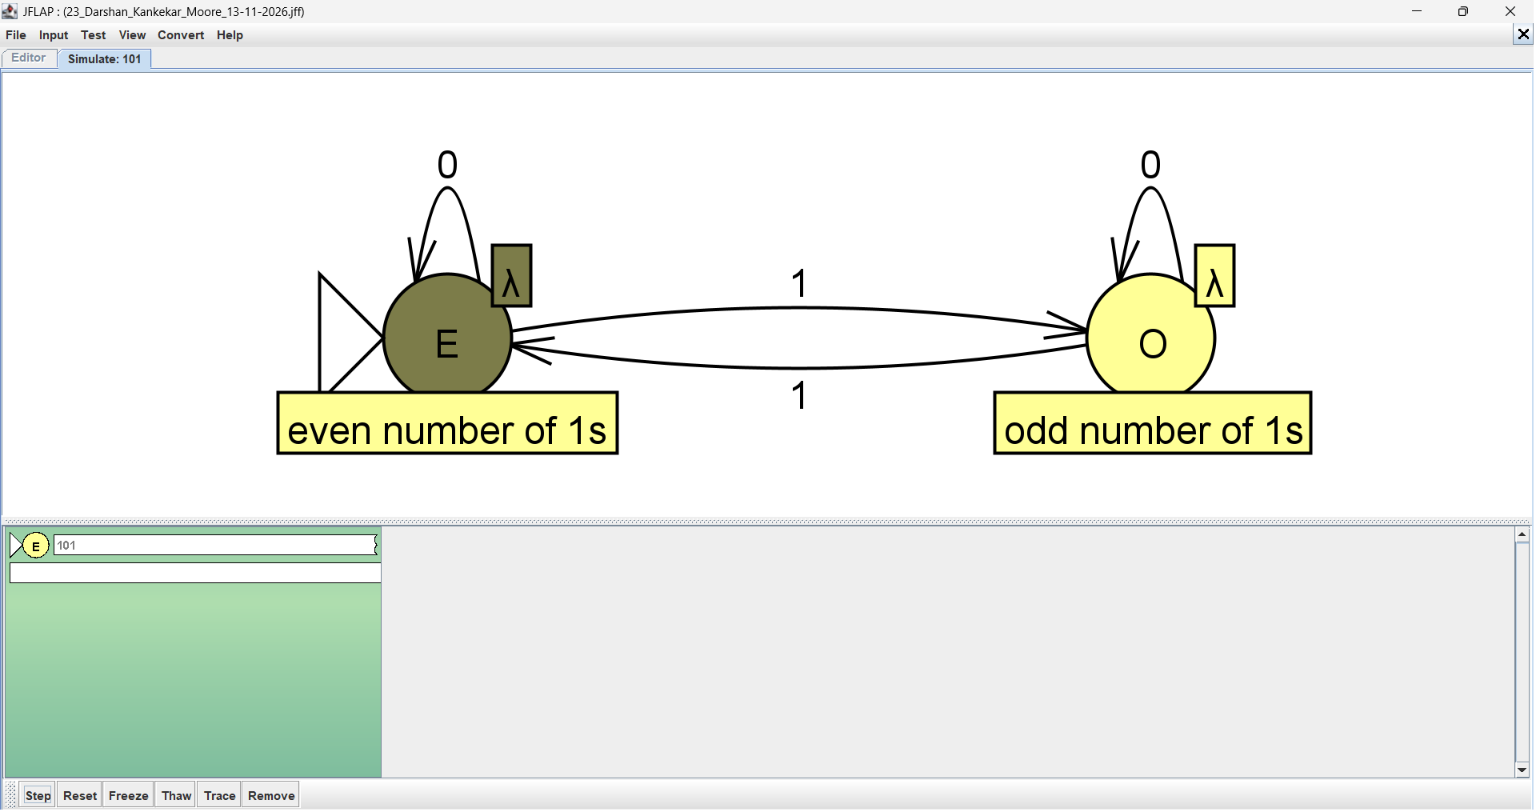 JFLAP : (23_Darshan_Kankekar_Moore_13-11-2026.jff)
File Input Test View Convert Help
Editor Simulate: 101
0 0
λ λ
1
E O
1
even number of 1s odd number of 1s
E 101
Step Reset Freeze Thaw Trace Remove